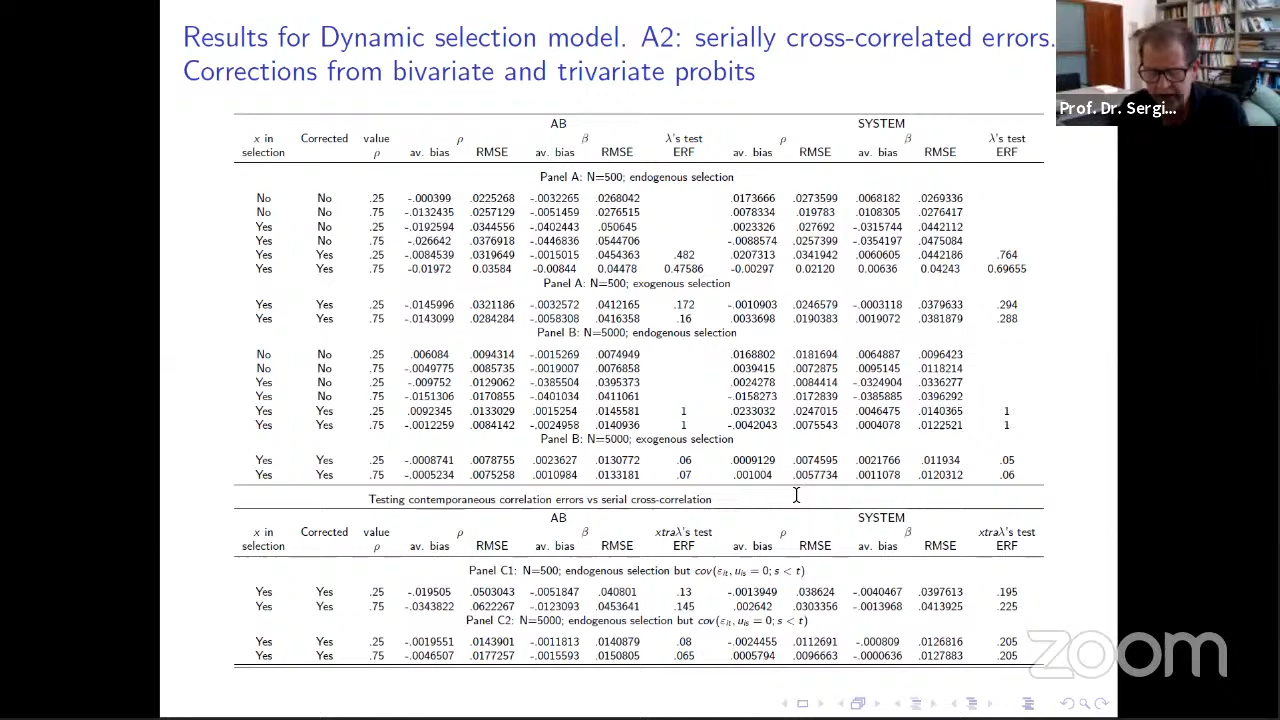 Results for Dynamic selection model. A2: serially cross-correlated errors.
Corrections from bivariate and trivariate probits
Prof. Dr. Sergi...
AB SYSTEM
x in Corrected value ρ β λ's test ρ β λ's test
selection ρ av. bias RMSE av. bias RMSE ERF av. bias RMSE av. bias RMSE ERF
Panel A: N=500; endogenous selection
No No .25 -.000399 .0225268 -.0032265 .0268042 .0173666 .0273599 .0068182 .0269336
No No .75 -.0132435 .0257129 -.0051459 .0276515 .0078334 .019783 .0108305 .0276417
Yes No .25 -.0192594 .0344556 -.0402443 .050645 .0023326 .027692 -.0315744 .0442112
Yes No .75 -.026642 .0376918 -.0446836 .0544706 -.0088574 .0257399 -.0354197 .0475084
Yes Yes .25 -.0084539 .0319649 -.0015015 .0454363 .482 .0207313 .0341942 .0060605 .0442186 .764
Yes Yes .75 -0.01972 0.03584 -0.00844 0.04478 0.47586 -0.00297 0.02120 0.00636 0.04243 0.69655
Panel A: N=500; exogenous selection
Yes Yes .25 -.0145996 .0321186 -.0032572 .0412165 .172 -.0010903 .0246579 -.0003118 .0379633 .294
Yes Yes .75 -.0143099 .0284284 -.0058308 .0416358 .16 .0033698 .0190383 .0019072 .0381879 .288
Panel B: N=5000; endogenous selection
No No .25 .006084 .0094314 -.0015269 .0074949 .0168802 .0181694 .0064887 .0096423
No No .75 -.0049775 .0085735 -.0019007 .0076858 .0039415 .0072875 .0095145 .0118214
Yes No .25 -.009752 .0129062 -.0385504 .0395373 .0024278 .0084414 -.0324904 .0336277
Yes No .75 -.0151306 .0170855 -.0401034 .0411061 -.0158273 .0172839 -.0385885 .0396292
Yes Yes .25 .0092345 .0133029 .0015254 .0145581 1 .0233032 .0247015 .0046475 .0140365 1
Yes Yes .75 -.0012259 .0084142 -.0024958 .0140936 1 -.0042043 .0075543 .0004078 .0122521 1
Panel B: N=5000; exogenous selection
Yes Yes .25 -.0008741 .0078755 .0023627 .0130772 .06 .0009129 .0074595 .0021766 .011934 .05
Yes Yes .75 -.0005234 .0075258 .0010984 .0133181 .07 .001004 .0057734 .0011078 .0120312 .06
Testing contemporaneous correlation errors vs serial cross-correlation
AB SYSTEM
x in Corrected value ρ β xtraλ's test ρ β xtraλ's test
selection ρ av. bias RMSE av. bias RMSE ERF av. bias RMSE av. bias RMSE ERF
Panel C1: N=500; endogenous selection but cov(εit, uis = 0; s < t)
Yes Yes .25 -.019505 .0503043 -.0051847 .040801 .13 -.0013949 .038624 -.0040467 .0397613 .195
Yes Yes .75 -.0343822 .0622267 -.0123093 .0453641 .145 .002642 .0303356 -.0013968 .0413925 .225
Panel C2: N=5000; endogenous selection but cov(εit, uis = 0; s < t)
Yes Yes .25 -.0019551 .0143901 -.0011813 .0140879 .08 -.0024455 .0112691 -.000809 .0126816 .205
Yes Yes .75 -.0046507 .0177257 -.0015593 .0150805 .065 .0005794 .0096663 -.0000636 .0127883 .205
zoom